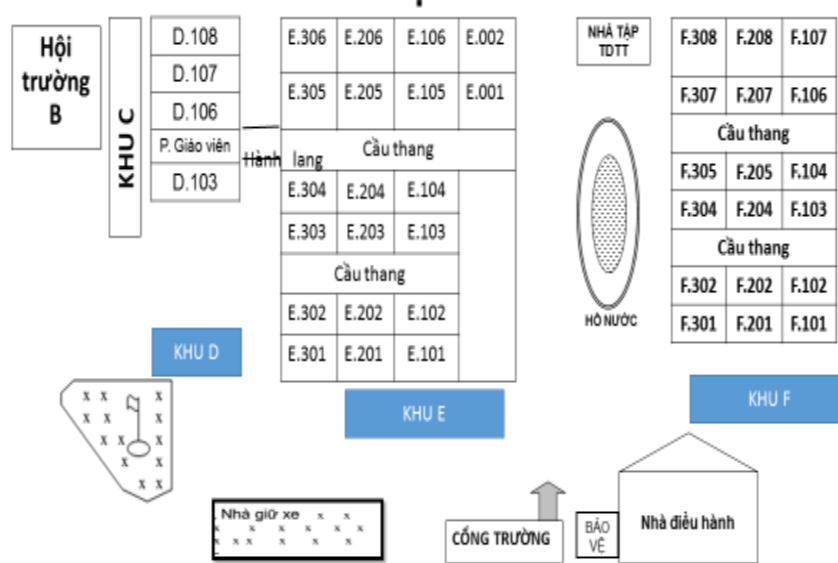 Hội
trường
B
KHU C
D.108
D.107
D.106
P. Giáo viên
D.103
Hành lang
E.306 E.206 E.106 E.002
E.305 E.205 E.105 E.001
Cầu thang
E.304 E.204 E.104
E.303 E.203 E.103
Cầu thang
E.302 E.202 E.102
E.301 E.201 E.101
NHÀ TẬP
TDTT
HỒ NƯỚC
F.308 F.208 F.107
F.307 F.207 F.106
Cầu thang
F.305 F.205 F.104
F.304 F.204 F.103
Cầu thang
F.302 F.202 F.102
F.301 F.201 F.101
KHU D
KHU E
KHU F
x x x
x x x
x x x
x x
x x
Nhà giữ xe x x
x x x x x
x x x x x x
CỔNG TRƯỜNG
BẢO
VỆ
Nhà điều hành